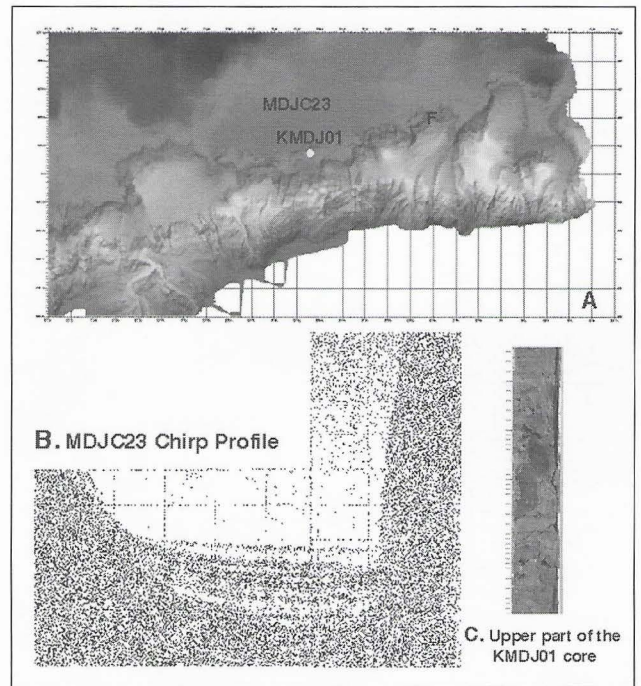 MDJC23
F
KMDJ01
A
B. MDJC23 Chirp Profile
C. Upper part of the
KMDJ01 core